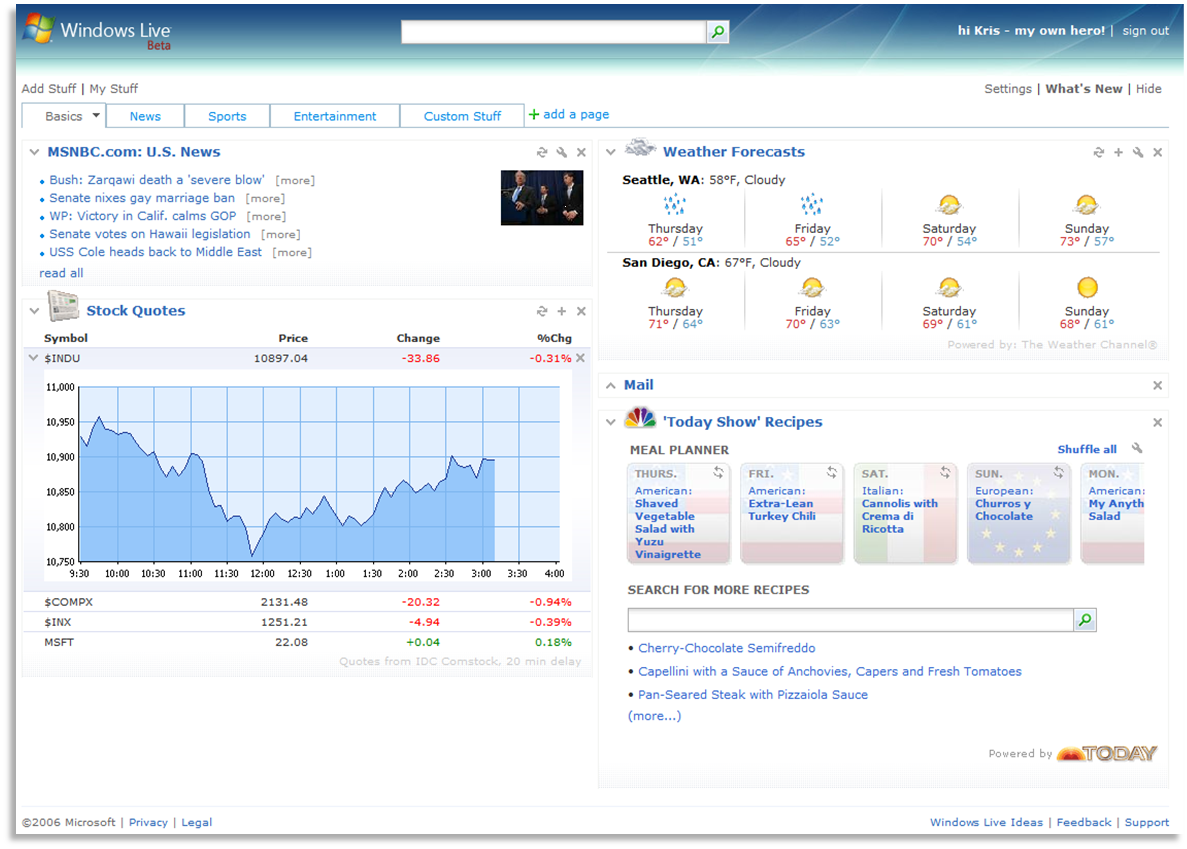 Windows Live
Beta
hi Kris - my own hero! | sign out
Add Stuff | My Stuff
Settings | What's New | Hide
Basics
News
Sports
Entertainment
Custom Stuff
add a page
MSNBC.com: U.S. News
Bush: Zarqawi death a 'severe blow' [more]
Senate nixes gay marriage ban [more]
WP: Victory in Calif. calms GOP [more]
Senate votes on Hawaii legislation [more]
USS Cole heads back to Middle East [more]
read all
Stock Quotes
Symbol Price Change %Chg
$INDU 10897.04 -33.86 -0.31%
11,000
10,950
10,900
10,850
10,800
10,750
9:30 10:00 10:30 11:00 11:30 12:00 12:30 1:00 1:30 2:00 2:30 3:00 3:30 4:00
$COMPX 2131.48 -20.32 -0.94%
$INX 1251.21 -4.94 -0.39%
MSFT 22.08 +0.04 0.18%
Quotes from IDC Comstock, 20 min delay
Weather Forecasts
Seattle, WA: 58°F, Cloudy
Thursday Friday Saturday Sunday
62° / 51° 65° / 52° 70° / 54° 73° / 57°
San Diego, CA: 67°F, Cloudy
Thursday Friday Saturday Sunday
71° / 64° 70° / 63° 69° / 61° 68° / 61°
Powered by: The Weather Channel®
Mail
'Today Show' Recipes
MEAL PLANNER
Shuffle all
THURS.
American:
Shaved
Vegetable
Salad with
Yuzu
Vinaigrette
FRI.
American:
Extra-Lean
Turkey Chili
SAT.
Italian:
Cannolis with
Crema di
Ricotta
SUN.
European:
Churros y
Chocolate
MON.
American:
My Anyth
Salad
SEARCH FOR MORE RECIPES
Cherry-Chocolate Semifreddo
Capellini with a Sauce of Anchovies, Capers and Fresh Tomatoes
Pan-Seared Steak with Pizzaiola Sauce
(more...)
Powered by TODAY
©2006 Microsoft | Privacy | Legal
Windows Live Ideas | Feedback | Support